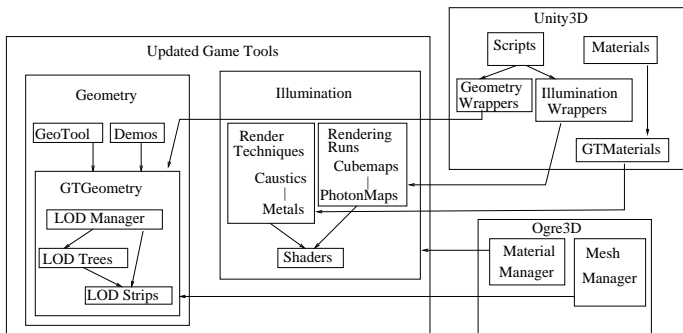 Updated Game Tools
Geometry
GeoTool
Demos
GTGeometry
LOD Manager
LOD Trees
LOD Strips
Illumination
Render
Techniques
Caustics
Metals
Rendering
Runs
Cubemaps
PhotonMaps
Shaders
Unity3D
Scripts
Materials
Geometry
Wrappers
Illumination
Wrappers
GTMaterials
Ogre3D
Material
Manager
Mesh
Manager